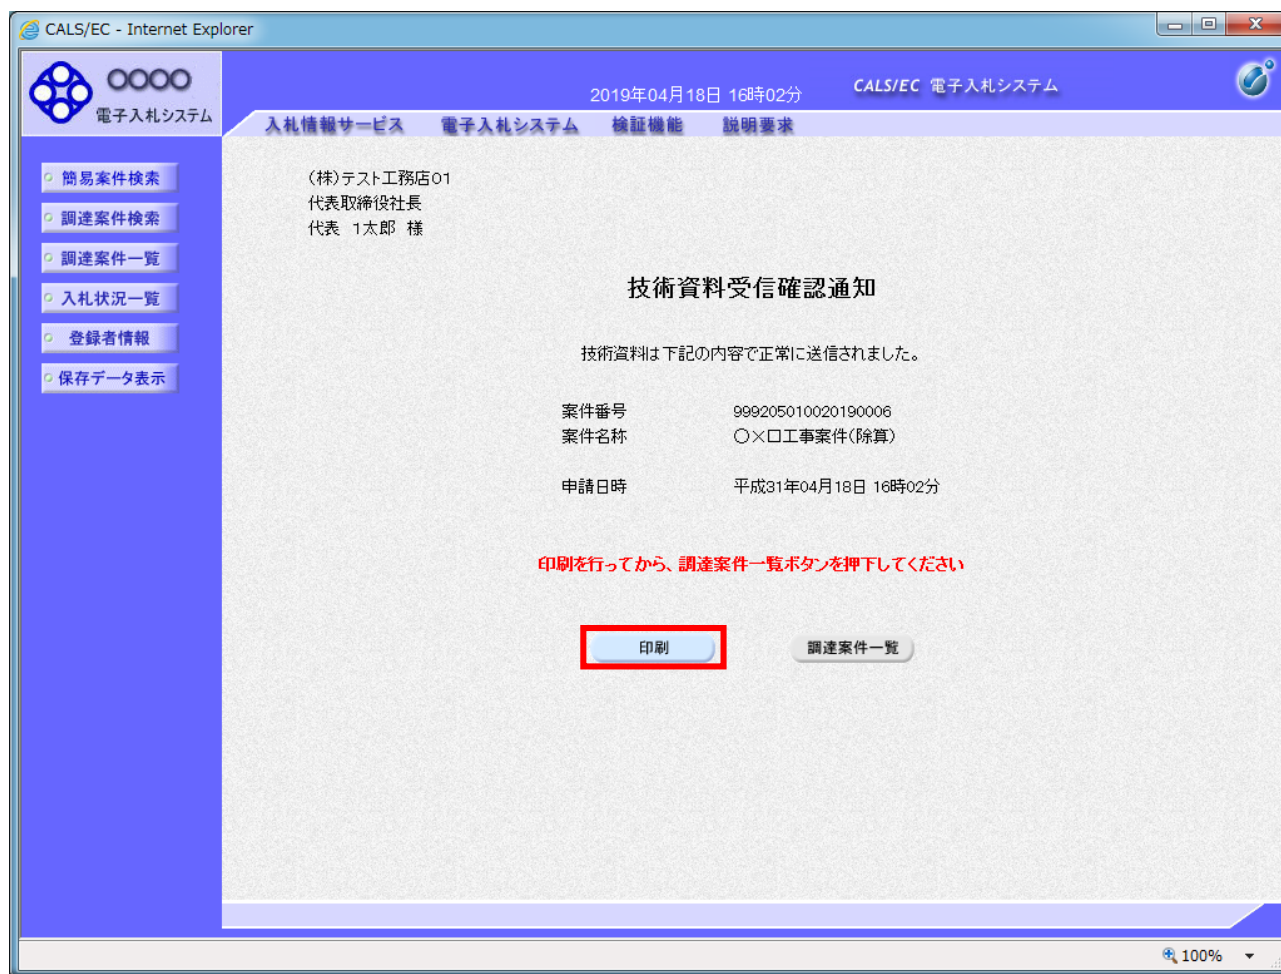 CALS/EC - Internet Explorer
〇〇〇〇
電子入札システム
2019年04月18日 16時02分
CALS/EC 電子入札システム
入札情報サービス 電子入札システム 検証機能 説明要求
簡易案件検索
調達案件検索
調達案件一覧
入札状況一覧
登録者情報
保存データ表示
(株)テスト工務店01
代表取締役社長
代表 1太郎 様
技術資料受信確認通知
技術資料は下記の内容で正常に送信されました。
案件番号 999205010020190006
案件名称 〇×口工事案件(除算)
申請日時 平成31年04月18日 16時02分
印刷を行ってから、調達案件一覧ボタンを押下してください
印刷 調達案件一覧
100%